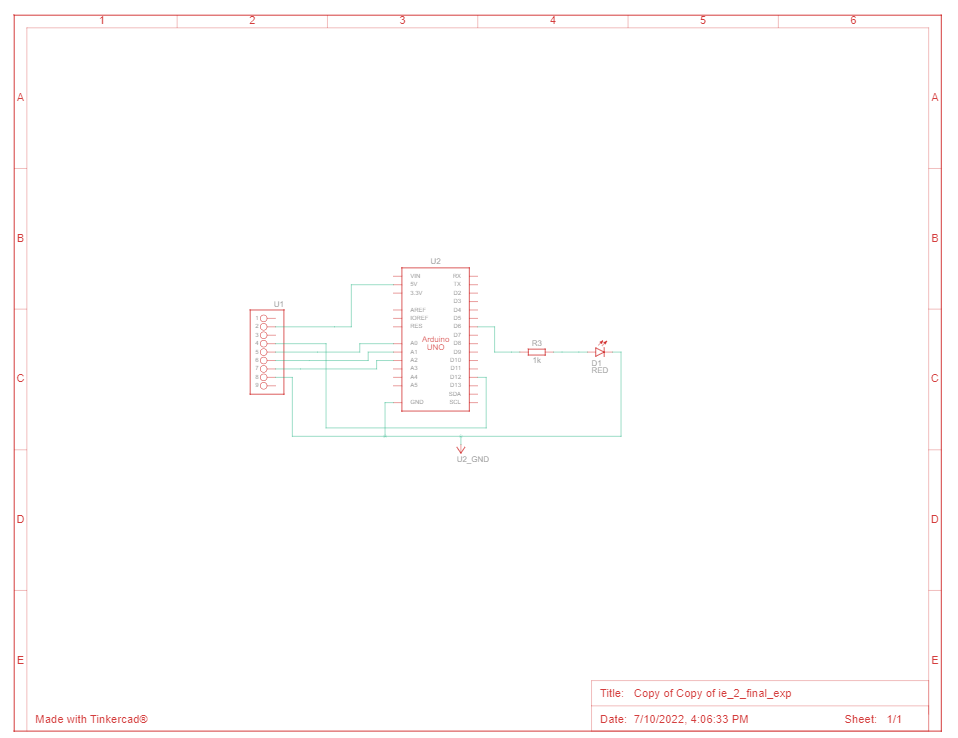 1 2 3 4 5 6
A A
U2
VIN RX
5V TX
3.3V D2
D3
AREF D4
IOREF D5
RES D6
D7
A0 D8
A1 D9
A2 D10
A3 D11
A4 D12
A5 D13
SDA
GND SCL
Arduino
UNO
B B
U1
1
2
3
4
5
6
7
8
9
R3
1k
D1
RED
C C
U2_GND
D D
E E
Title: Copy of Copy of ie_2_final_exp
Made with Tinkercad®
Date: 7/10/2022, 4:06:33 PM Sheet: 1/1